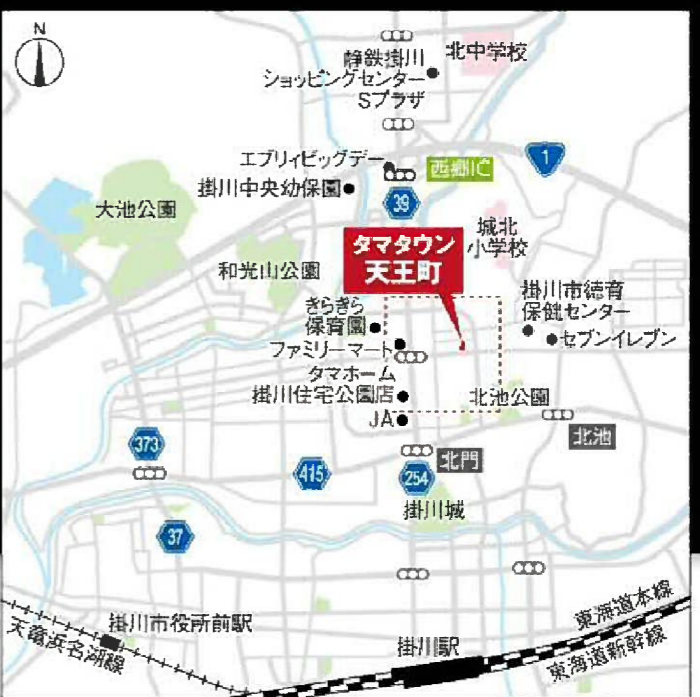 N
静鉄掛川
ショッピングセンター
Sプラザ
北中学校
エブリィビッグデー
西郷IC
1
掛川中央幼保園
39
大池公園
城北
小学校
タマタウン
天王町
和光山公園
掛川市徳育
保健センター
きらきら
保育園
セブンイレブン
ファミリーマート
タマホーム
掛川住宅公園店
北池公園
JA
北池
373
北門
415
254
掛川城
37
東海道本線
掛川市役所前駅
天竜浜名湖線
掛川駅
東海道新幹線